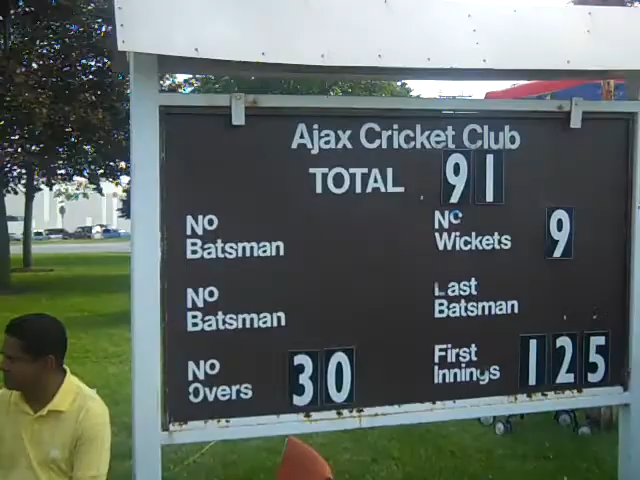 Ajax Cricket Club
TOTAL 91
No Batsman
No Wickets 9
No Batsman
Last Batsman
No Overs 30
First Innings 125